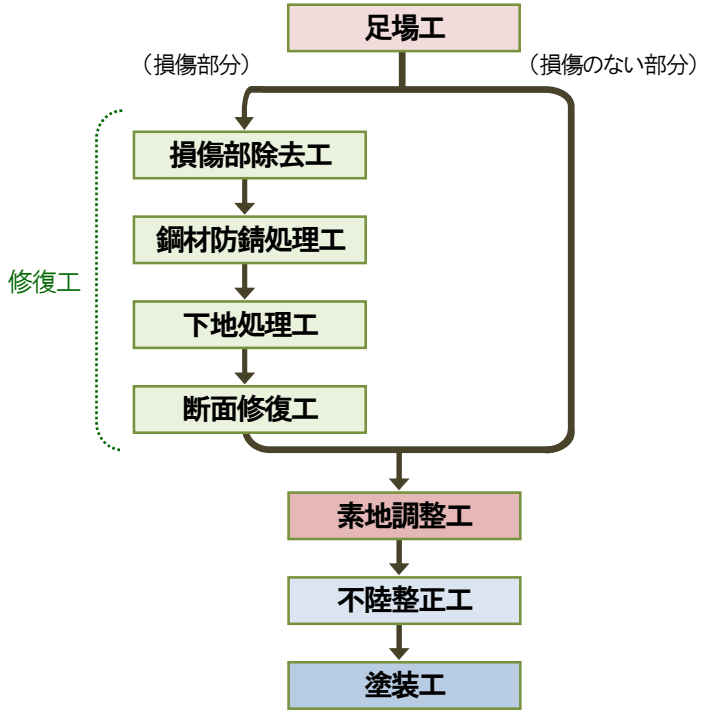 足場工
（損傷部分）
（損傷のない部分）
損傷部除去工
鋼材防錆処理工
修復工
下地処理工
断面修復工
素地調整工
不陸整正工
塗装工